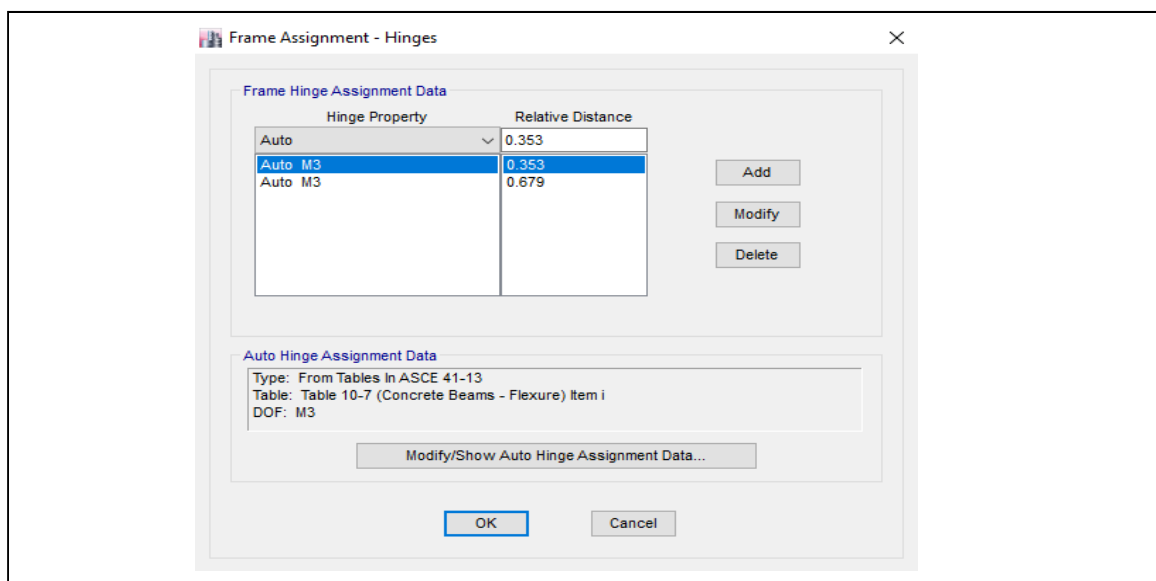 Frame Assignment - Hinges
Frame Hinge Assignment Data
Hinge Property Relative Distance
Auto 0.353
Auto M3 0.353
Auto M3 0.679
Add
Modify
Delete
Auto Hinge Assignment Data
Type: From Tables In ASCE 41-13
Table: Table 10-7 (Concrete Beams - Flexure) Item i
DOF: M3
Modify/Show Auto Hinge Assignment Data...
OK Cancel